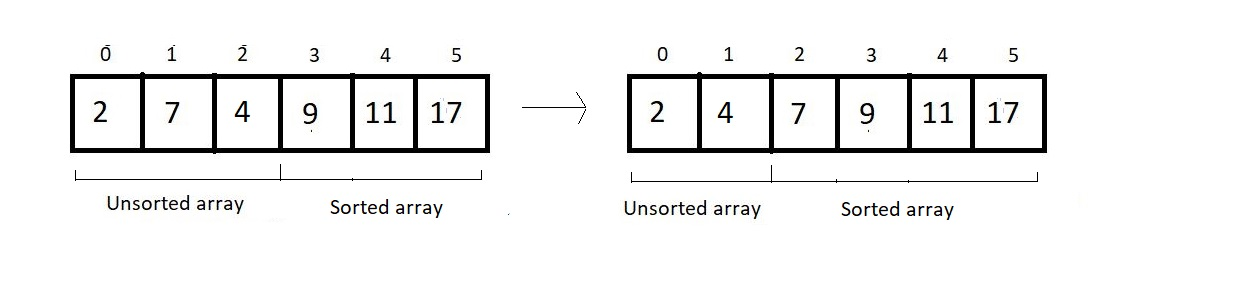 0 1 2 3 4 5 0 1 2 3 4 5
2 7 4 9 11 17 2 4 7 9 11 17
Unsorted array Sorted array Unsorted array Sorted array